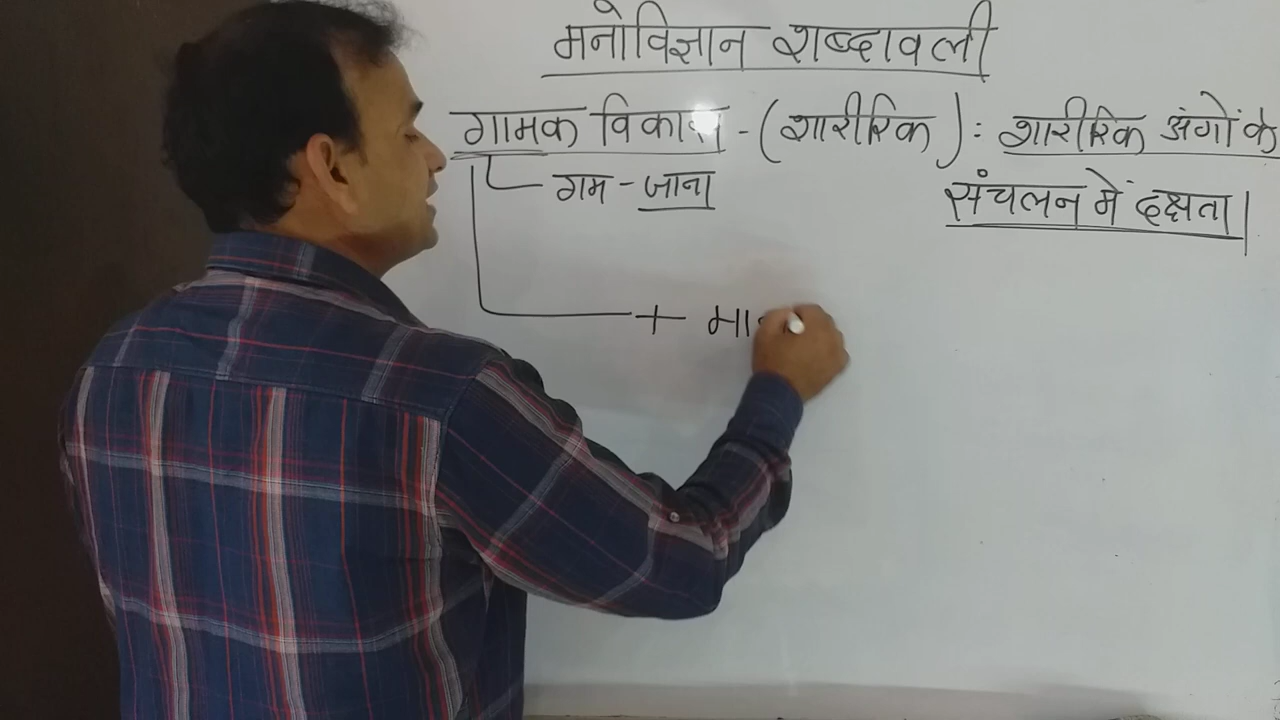 मनोविज्ञान शब्दावली
गामक विकास - (शारीरिक) : शारीरिक अंगों के
गम - जाना
संचलन में दक्षता।
+